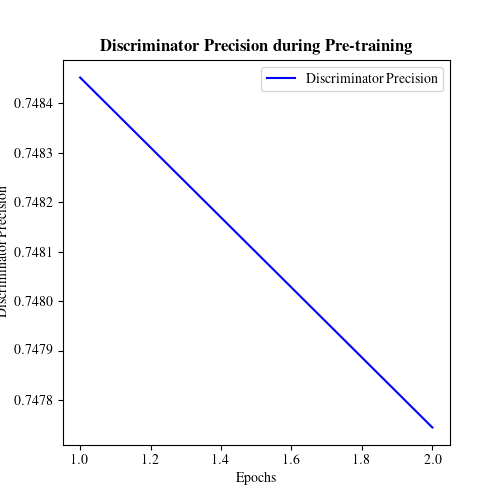 Discriminator Precision during Pre-training
Discriminator Precision
0.7484
0.7483
0.7482
0.7481
0.7480
0.7479
0.7478
Discriminator Precision
1.0 1.2 1.4 1.6 1.8 2.0
Epochs